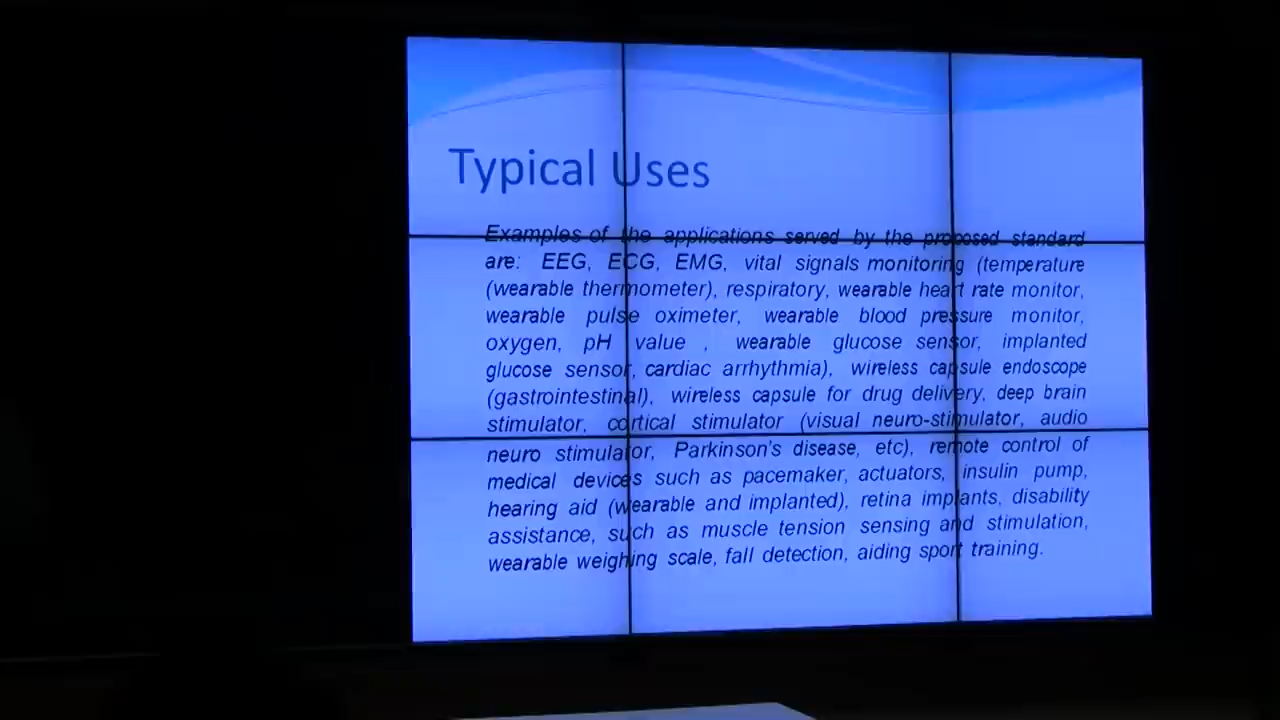 Typical Uses
Examples of the applications served by the proposed standard
are: EEG, ECG, EMG, vital signals monitoring (temperature
(wearable thermometer), respiratory, wearable heart rate monitor,
wearable pulse oximeter, wearable blood pressure monitor,
oxygen, pH value , wearable glucose sensor, implanted
glucose sensor, cardiac arrhythmia), wireless capsule endoscope
(gastrointestinal), wireless capsule for drug delivery, deep brain
stimulator, cortical stimulator (visual neuro-stimulator, audio
neuro stimulator, Parkinson's disease, etc), remote control of
medical devices such as pacemaker, actuators, insulin pump,
hearing aid (wearable and implanted), retina implants, disability
assistance, such as muscle tension sensing and stimulation,
wearable weighing scale, fall detection, aiding sport training.